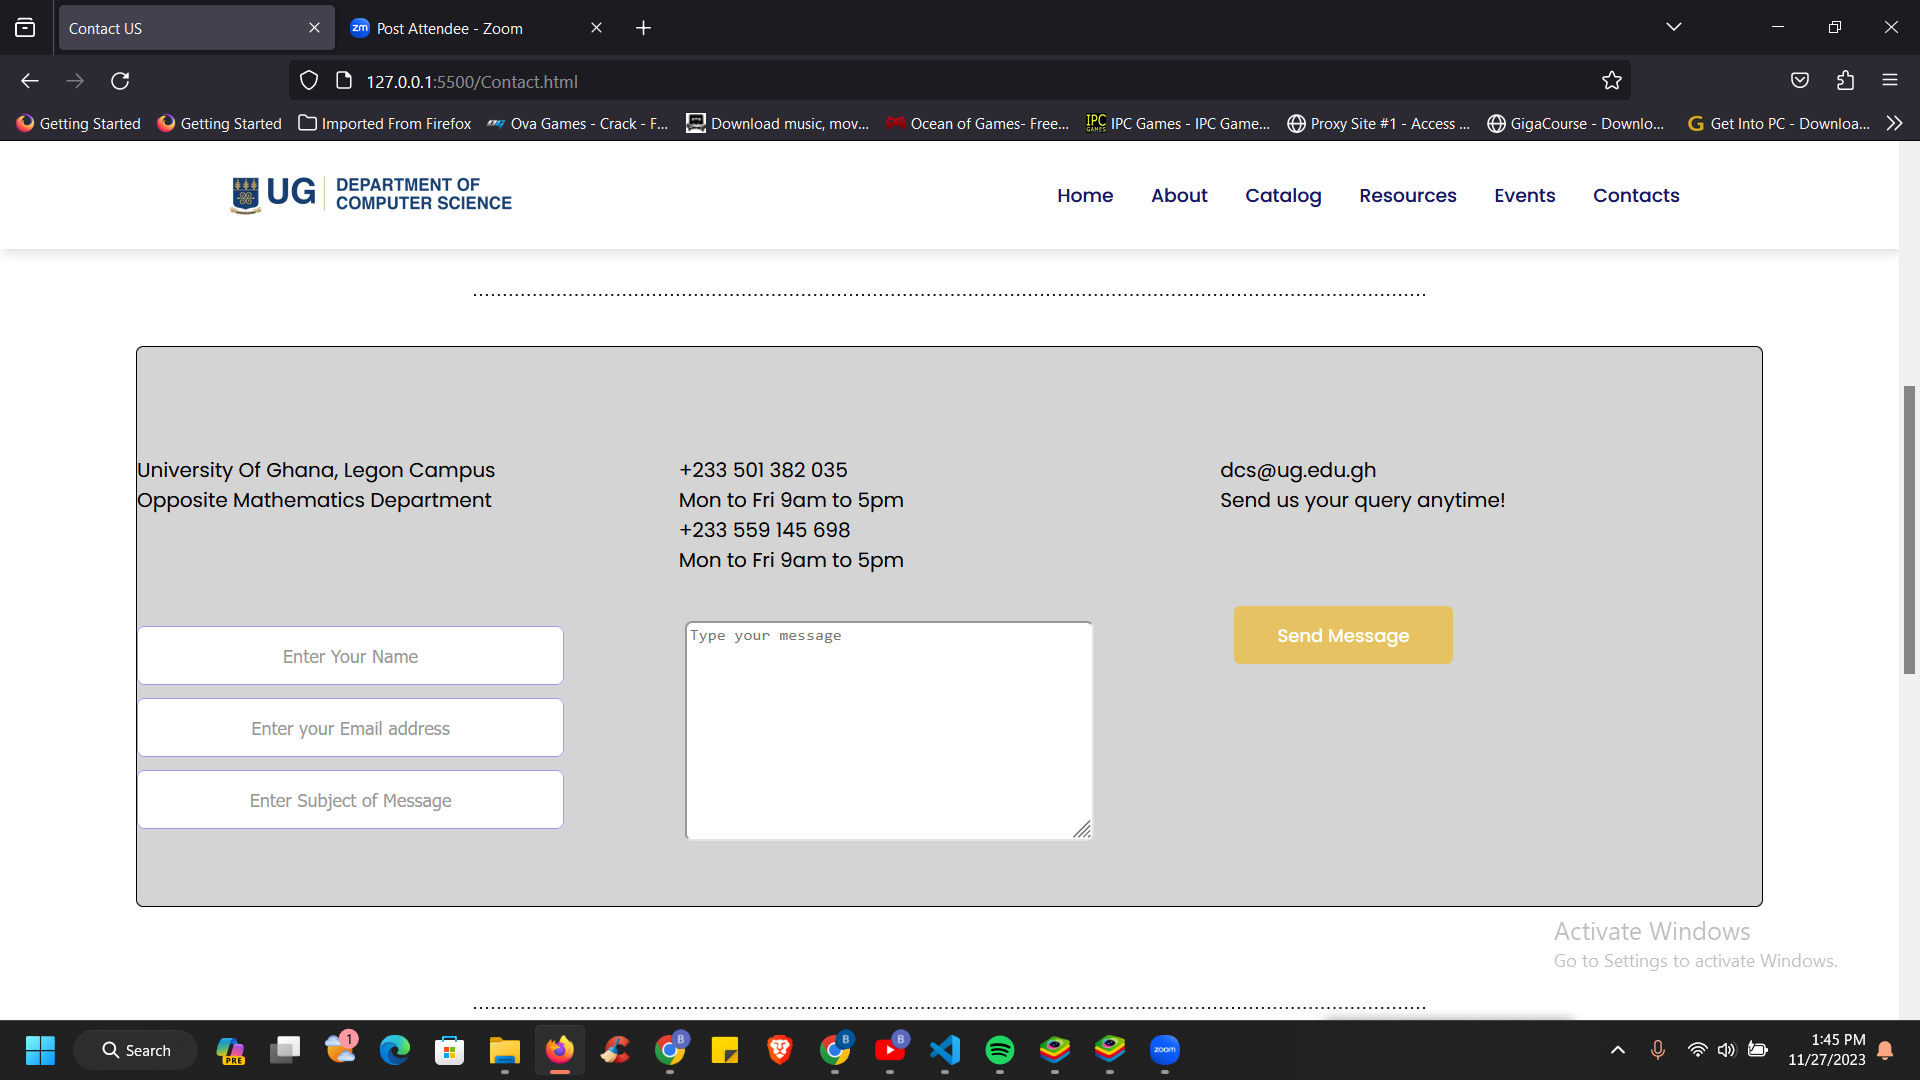 Contact US
zm Post Attendee - Zoom
127.0.0.1:5500/Contact.html
Getting Started
Getting Started
Imported From Firefox
Ova Games - Crack - F...
Download music, mov...
Ocean of Games- Free...
IPC GAMES IPC Games - IPC Game...
Proxy Site #1 - Access ...
GigaCourse - Downlo...
G Get Into PC - Downloa...
UG DEPARTMENT OF
COMPUTER SCIENCE
Home About Catalog Resources Events Contacts
University Of Ghana, Legon Campus
Opposite Mathematics Department
+233 501 382 035
Mon to Fri 9am to 5pm
+233 559 145 698
Mon to Fri 9am to 5pm
dcs@ug.edu.gh
Send us your query anytime!
Enter Your Name
Enter your Email address
Enter Subject of Message
Type your message
Send Message
Activate Windows
Go to Settings to activate Windows.
Search
PRE
1
B
B
B
zoom
1:45 PM
11/27/2023